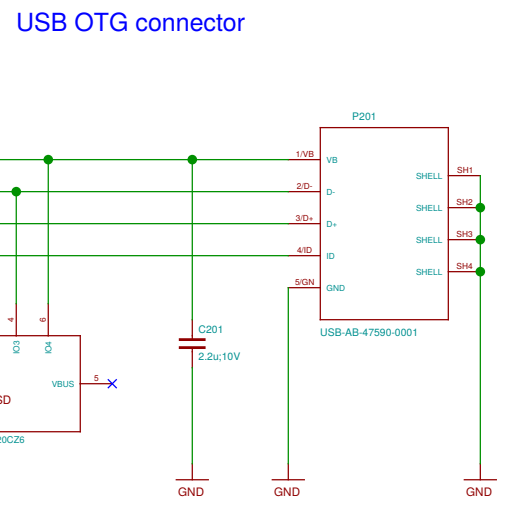 USB OTG connector
P201
1/VB VB
SHELL SH1
2/D- D-
SHELL SH2
3/D+ D+
SHELL SH3
4/ID ID
SHELL SH4
5/GN GND
4 6
IO3 IO4
C201
USB-AB-47590-0001
2.2u;10V
VBUS 5
SD
20CZ6
GND GND GND